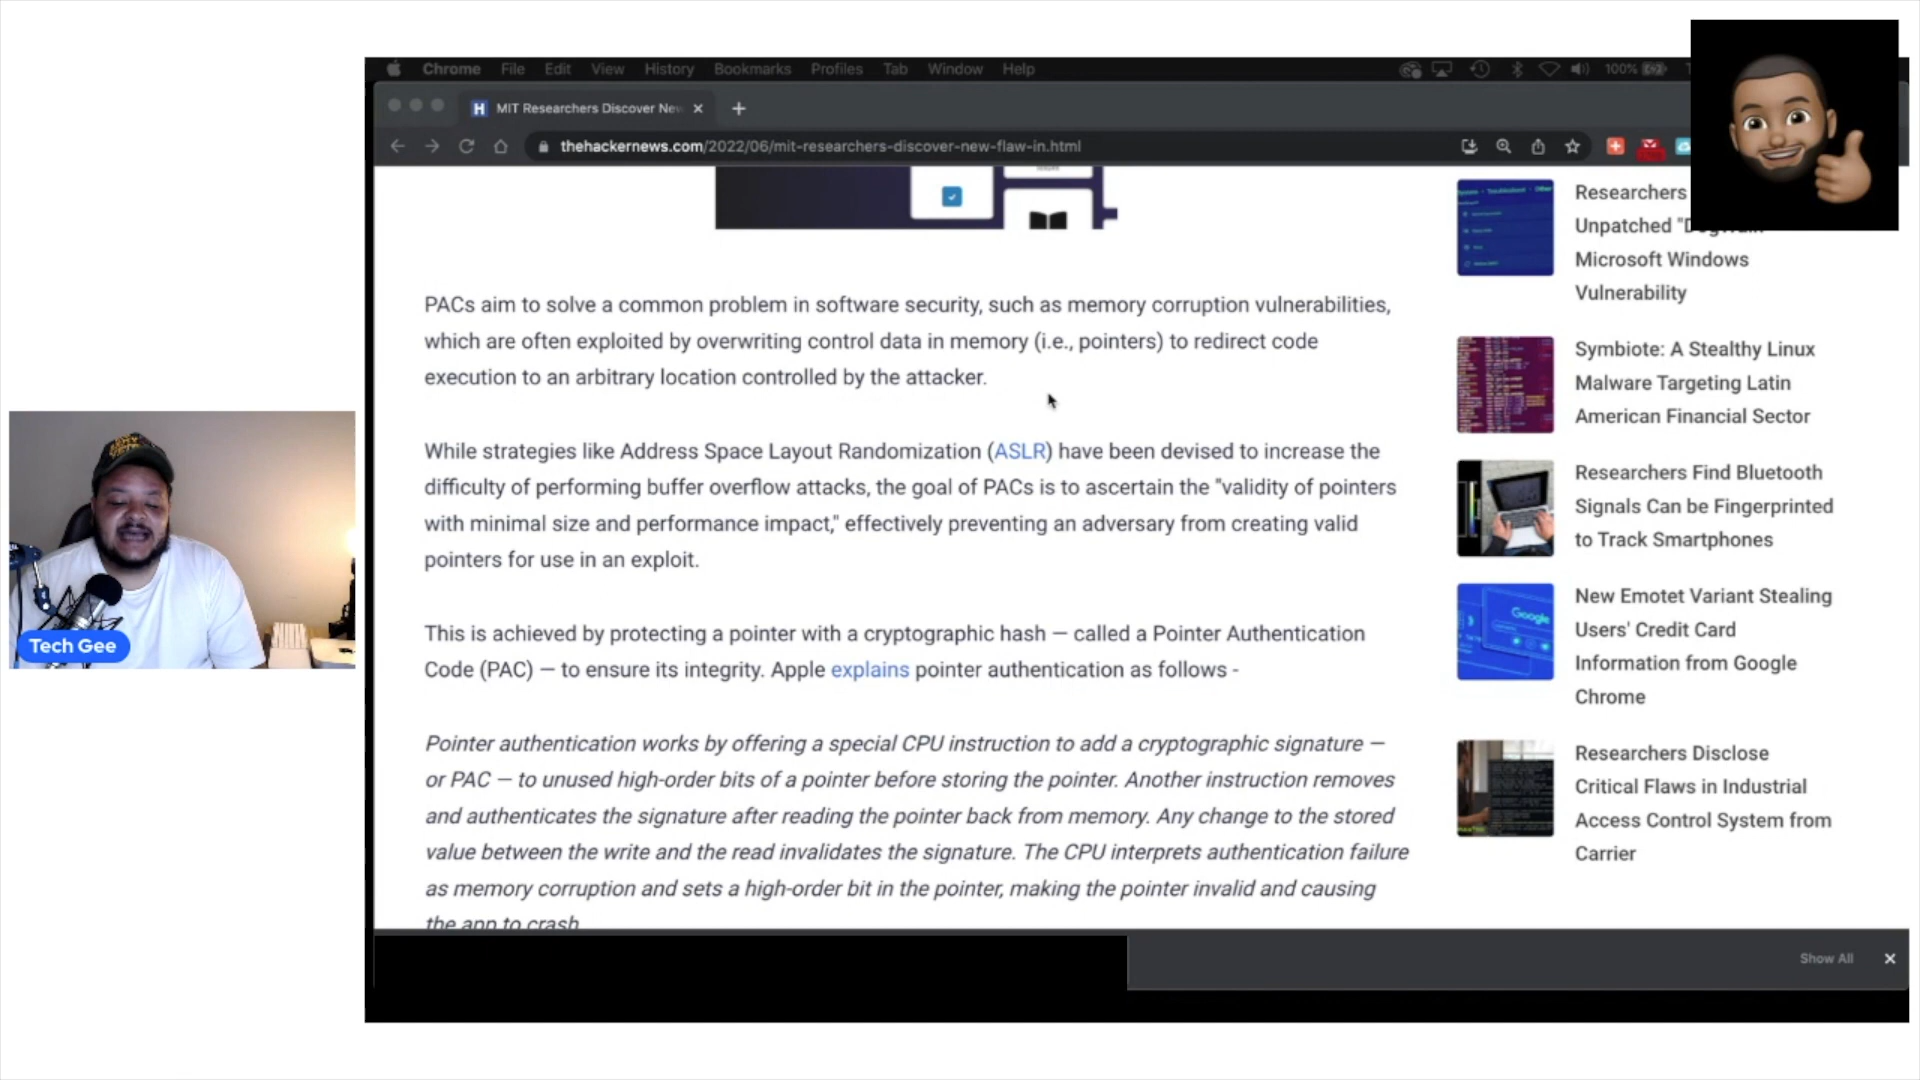 Chrome File Edit View History Bookmarks Profiles Tab Window Help 100%
H MIT Researchers Discover New
thehackernews.com/2022/06/mit-researchers-discover-new-flaw-in.html
PACs aim to solve a common problem in software security, such as memory corruption vulnerabilities,
which are often exploited by overwriting control data in memory (i.e., pointers) to redirect code
execution to an arbitrary location controlled by the attacker.
While strategies like Address Space Layout Randomization (ASLR) have been devised to increase the
difficulty of performing buffer overflow attacks, the goal of PACs is to ascertain the "validity of pointers
with minimal size and performance impact," effectively preventing an adversary from creating valid
pointers for use in an exploit.
This is achieved by protecting a pointer with a cryptographic hash — called a Pointer Authentication
Code (PAC) — to ensure its integrity. Apple explains pointer authentication as follows -
Pointer authentication works by offering a special CPU instruction to add a cryptographic signature —
or PAC — to unused high-order bits of a pointer before storing the pointer. Another instruction removes
and authenticates the signature after reading the pointer back from memory. Any change to the stored
value between the write and the read invalidates the signature. The CPU interprets authentication failure
as memory corruption and sets a high-order bit in the pointer, making the pointer invalid and causing
the app to crash
Researchers
Unpatched
Microsoft Windows
Vulnerability
Symbiote: A Stealthy Linux
Malware Targeting Latin
American Financial Sector
Researchers Find Bluetooth
Signals Can be Fingerprinted
to Track Smartphones
Google
New Emotet Variant Stealing
Users' Credit Card
Information from Google
Chrome
Researchers Disclose
Critical Flaws in Industrial
Access Control System from
Carrier
Show All
Tech Gee